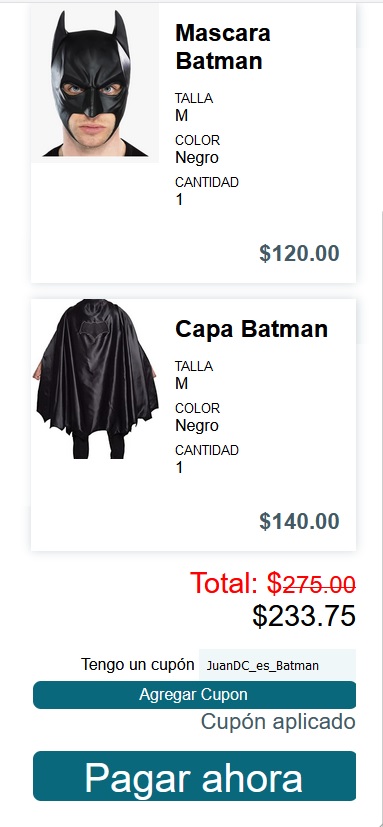 Mascara
Batman
TALLA
M
COLOR
Negro
CANTIDAD
1
$120.00
Capa Batman
TALLA
M
COLOR
Negro
CANTIDAD
1
$140.00
Total: $275.00
$233.75
Tengo un cupón JuanDC_es_Batman
Agregar Cupon
Cupón aplicado
Pagar ahora